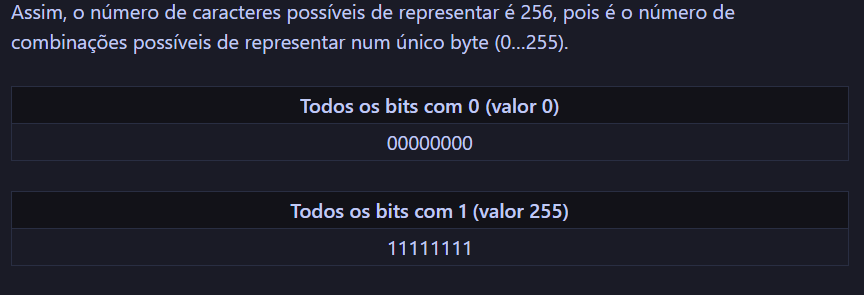 Assim, o número de caracteres possíveis de representar é 256, pois é o número de
combinações possíveis de representar num único byte (0...255).
Todos os bits com 0 (valor 0)
00000000
Todos os bits com 1 (valor 255)
11111111